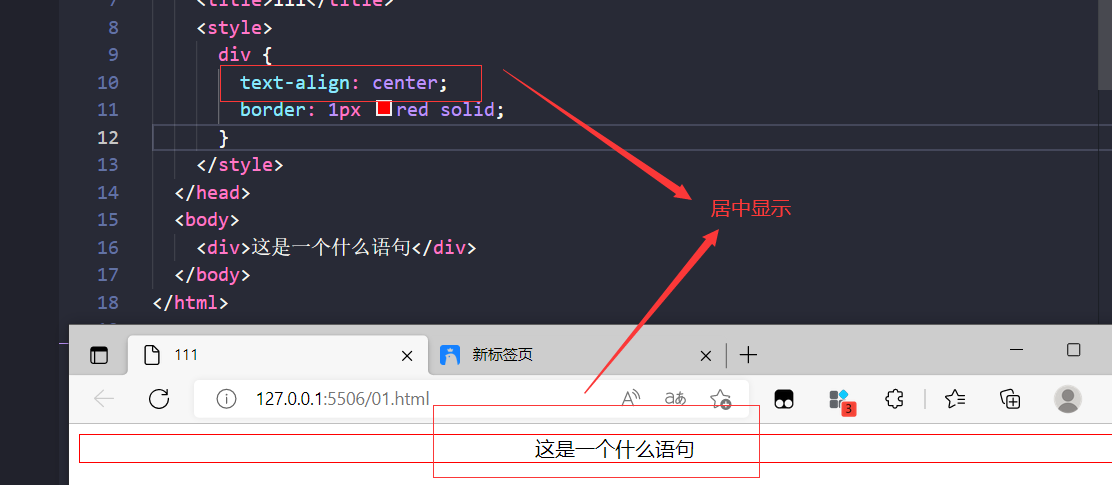 7 <title>111</title>
8 <style>
9 div {
10 text-align: center;
11 border: 1px red solid;
12 }
13 </style>
14 </head>
15 <body>
16 <div>这是一个什么语句</div>
17 </body>
18 </html>
居中显示
111
新标签页
127.0.0.1:5506/01.html
A
aあ
3
这是一个什么语句